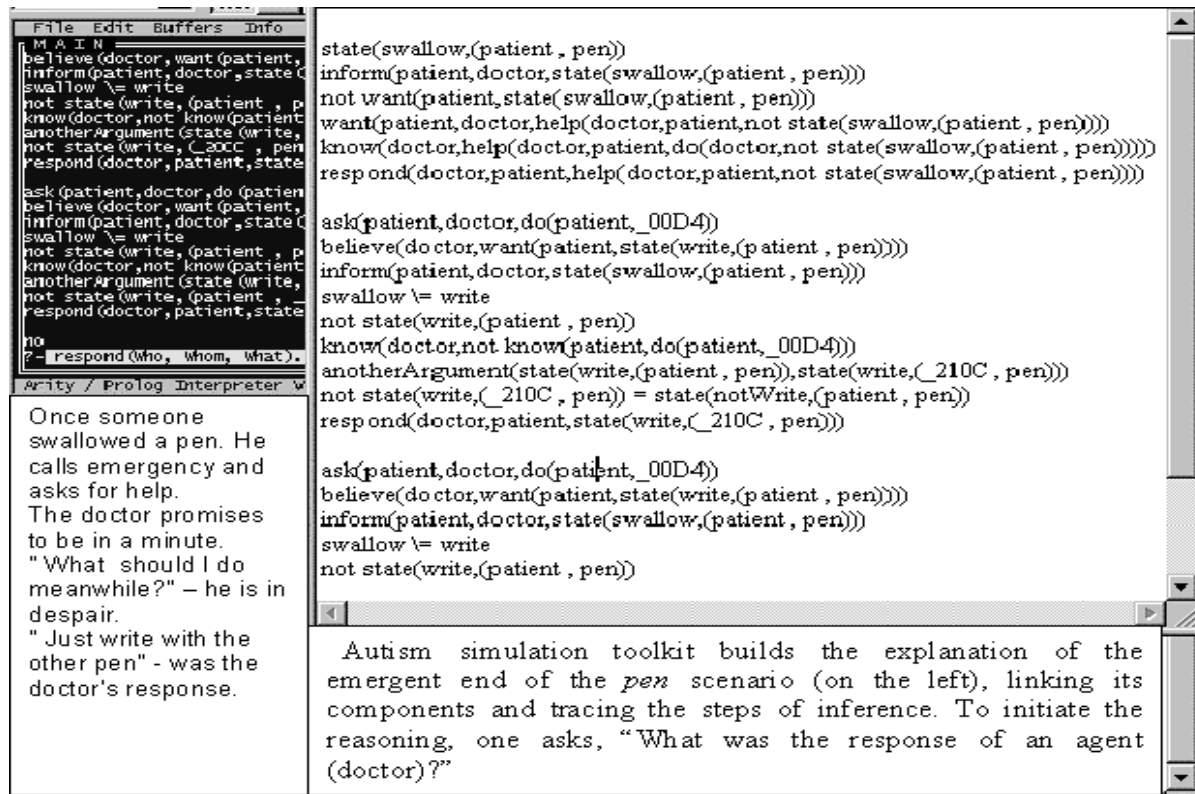 File Edit Buffers Info
MAIN
believe(doctor,want(patient,
inform(patient,doctor,state(
swallow \= write
not state(write,(patient , p
know(doctor,not know(patient
anotherArgument(state(write,
not state(write,(_20CC , pen
respond(doctor,patient,state
ask(patient,doctor,do(patien
believe(doctor,want(patient,
inform(patient,doctor,state(
swallow \= write
not state(write,(patient , p
know(doctor,not know(patient
anotherArgument(state(write,
not state(write,(patient , _
respond(doctor,patient,state
no
?- respond(Who, Whom, What).
Arity / Prolog Interpreter
Once someone
swallowed a pen. He
calls emergency and
asks for help.
The doctor promises
to be in a minute.
"What should I do
meanwhile?" – he is in
despair.
" Just write with the
other pen" - was the
doctor's response.
state(swallow,(patient , pen))
inform(patient,doctor,state(swallow,(patient , pen)))
not want(patient,state(swallow,(patient , pen)))
want(patient,doctor,help(doctor,patient,not state(swallow,(patient , pen))))
know(doctor,help(doctor,patient,do(doctor,not state(swallow,(patient , pen)))))
respond(doctor,patient,help(doctor,patient,not state(swallow,(patient , pen))))
ask(patient,doctor,do(patient,_00D4))
believe(doctor,want(patient,state(write,(patient , pen))))
inform(patient,doctor,state(swallow,(patient , pen)))
swallow \= write
not state(write,(patient , pen))
know(doctor,not know(patient,do(patient,_00D4)))
anotherArgument(state(write,(patient , pen)),state(write,(_210C , pen)))
not state(write,(_210C , pen)) = state(notWrite,(patient , pen))
respond(doctor,patient,state(write,(_210C , pen)))
ask(patient,doctor,do(patient,_00D4))
believe(doctor,want(patient,state(write,(patient , pen))))
inform(patient,doctor,state(swallow,(patient , pen)))
swallow \= write
not state(write,(patient , pen))
Autism simulation toolkit builds the explanation of the
emergent end of the pen scenario (on the left), linking its
components and tracing the steps of inference. To initiate the
reasoning, one asks, "What was the response of an agent
(doctor)?"